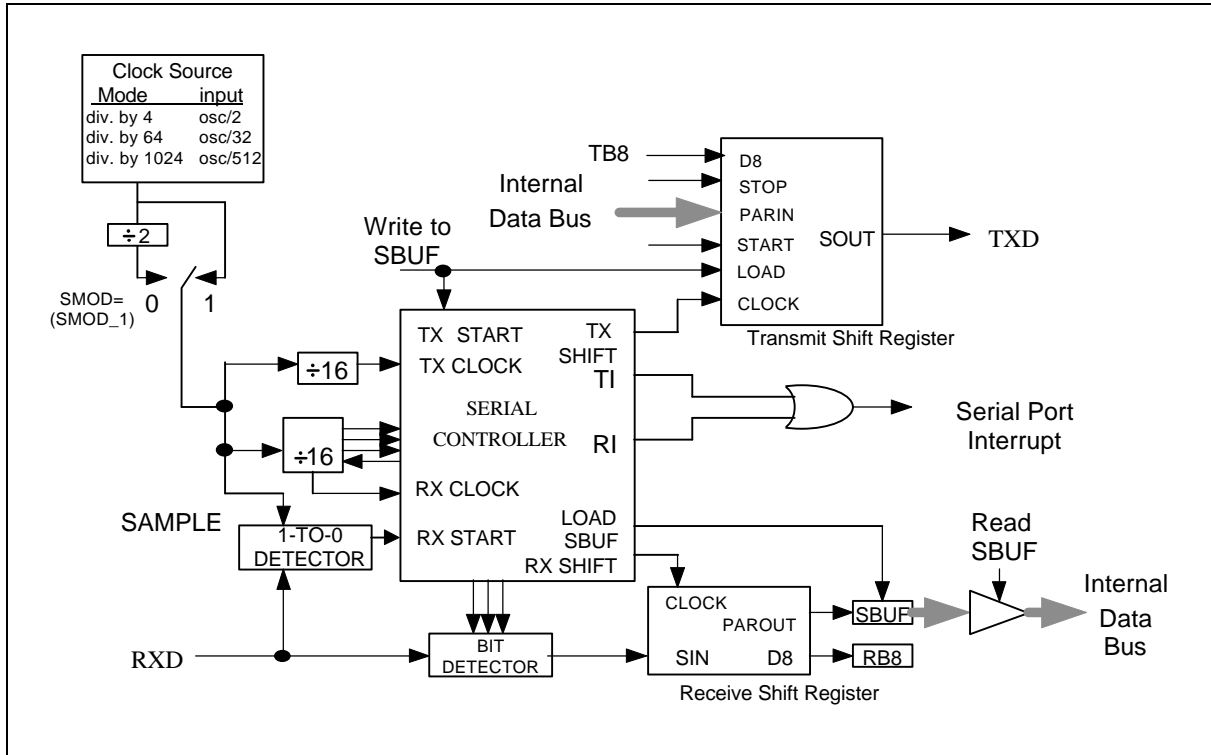 Clock Source
Mode input
div. by 4 osc/2
div. by 64 osc/32
div. by 1024 osc/512
÷2
SMOD=
(SMOD_1)
0
1
Write to
SBUF
TB8
Internal
Data Bus
D8
STOP
PARIN
START
LOAD
CLOCK
SOUT
TXD
Transmit Shift Register
÷16
÷16
TX START
TX CLOCK
SERIAL
CONTROLLER
RX CLOCK
RX START
TX
SHIFT
TI
RI
LOAD
SBUF
RX SHIFT
Serial Port
Interrupt
SAMPLE
1-TO-0
DETECTOR
RXD
BIT
DETECTOR
CLOCK
PAROUT
SIN D8
Receive Shift Register
SBUF
RB8
Read
SBUF
Internal
Data
Bus